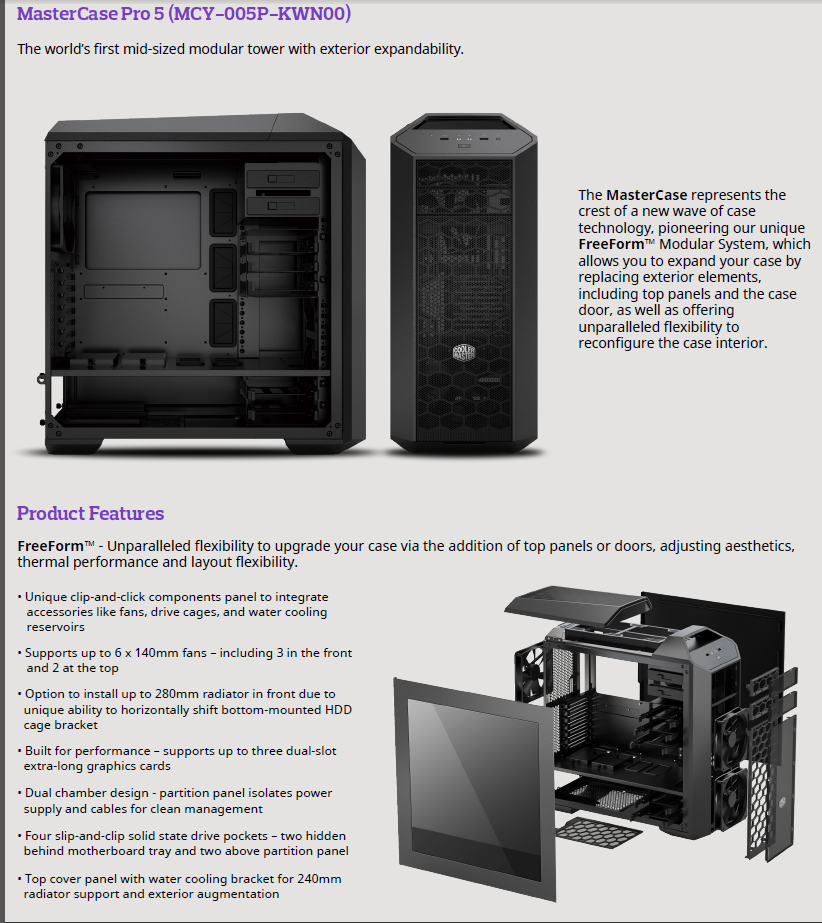 MasterCase Pro 5 (MCY-005P-KWN00)
The world's first mid-sized modular tower with exterior expandability.
The MasterCase represents the
crest of a new wave of case
technology, pioneering our unique
FreeForm™ Modular System, which
allows you to expand your case by
replacing exterior elements,
including top panels and the case
door, as well as offering
unparalleled flexibility to
reconfigure the case interior.
COOLER
MASTER
Product Features
FreeForm™ - Unparalleled flexibility to upgrade your case via the addition of top panels or doors, adjusting aesthetics,
thermal performance and layout flexibility.
• Unique clip-and-click components panel to integrate
accessories like fans, drive cages, and water cooling
reservoirs
• Supports up to 6 x 140mm fans – including 3 in the front
and 2 at the top
• Option to install up to 280mm radiator in front due to
unique ability to horizontally shift bottom-mounted HDD
cage bracket
• Built for performance – supports up to three dual-slot
extra-long graphics cards
• Dual chamber design - partition panel isolates power
supply and cables for clean management
• Four slip-and-clip solid state drive pockets – two hidden
behind motherboard tray and two above partition panel
• Top cover panel with water cooling bracket for 240mm
radiator support and exterior augmentation